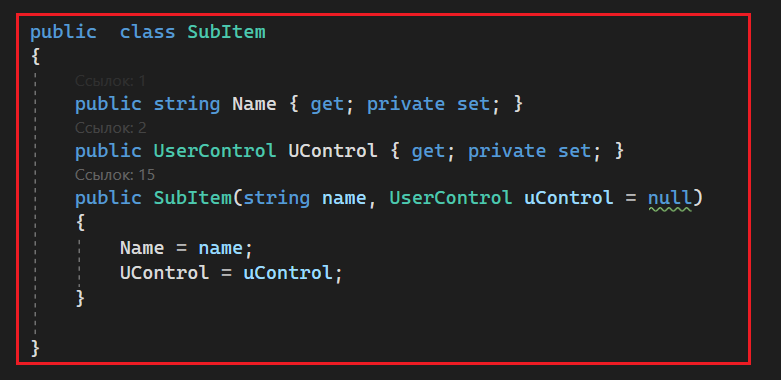 public  class SubItem
{
Ссылок: 1
public string Name { get; private set; }
Ссылок: 2
public UserControl UControl { get; private set; }
Ссылок: 15
public SubItem(string name, UserControl uControl = null)
{
Name = name;
UControl = uControl;
}
}